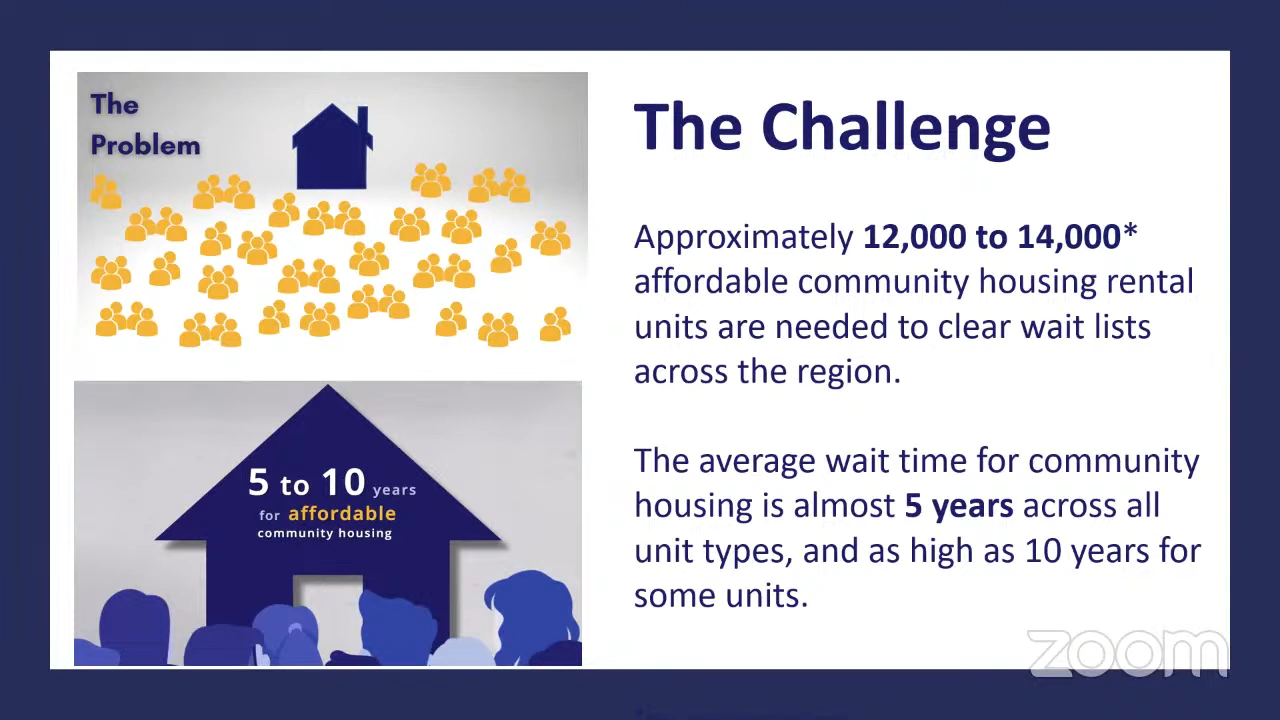 The
Problem
5 to 10 years
for affordable
community housing
The Challenge
Approximately 12,000 to 14,000*
affordable community housing rental
units are needed to clear wait lists
across the region.
The average wait time for community
housing is almost 5 years across all
unit types, and as high as 10 years for
some units.
zoom